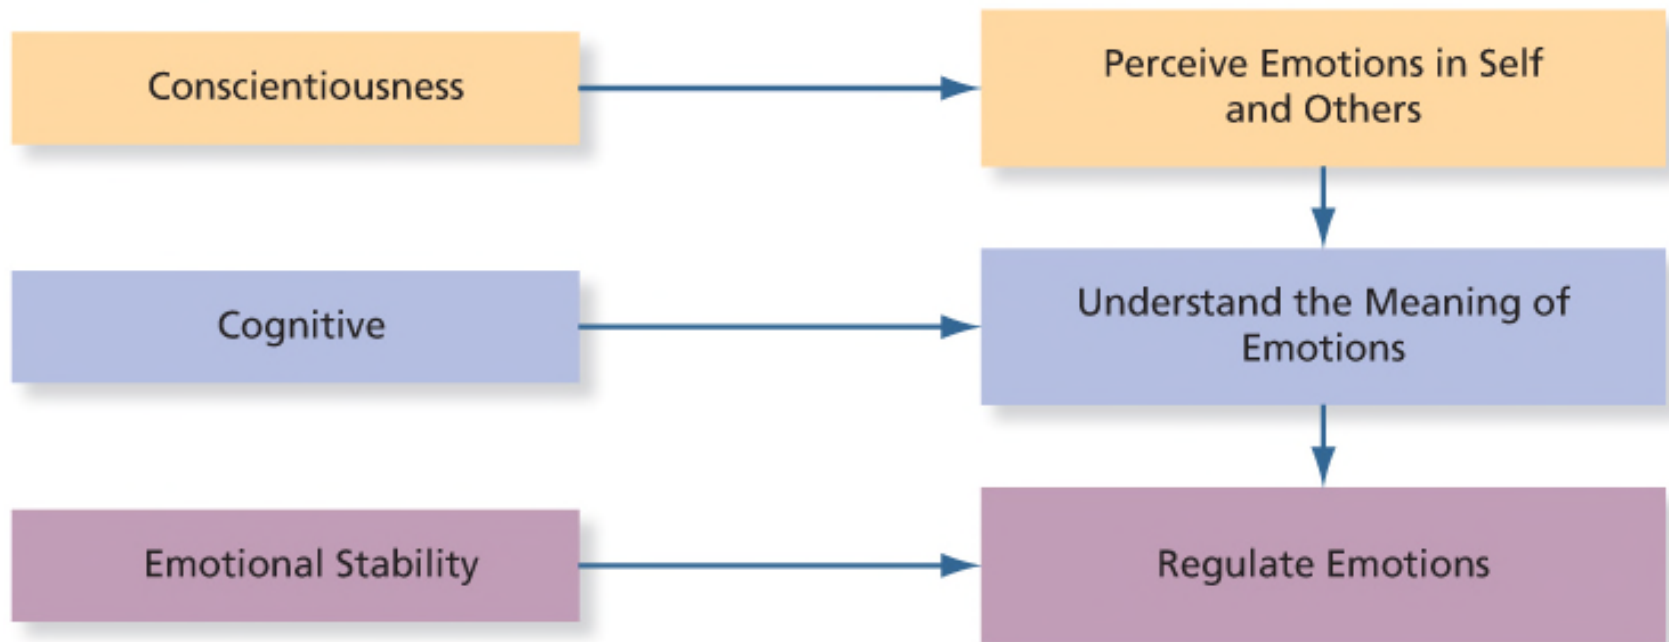 Conscientiousness
Perceive Emotions in Self
and Others
Cognitive
Understand the Meaning of
Emotions
Emotional Stability
Regulate Emotions